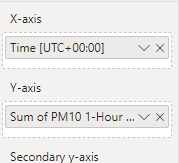 X-axis
Time [UTC+00:00]
Y-axis
Sum of PM10 1-Hour ...
Secondary y-axis